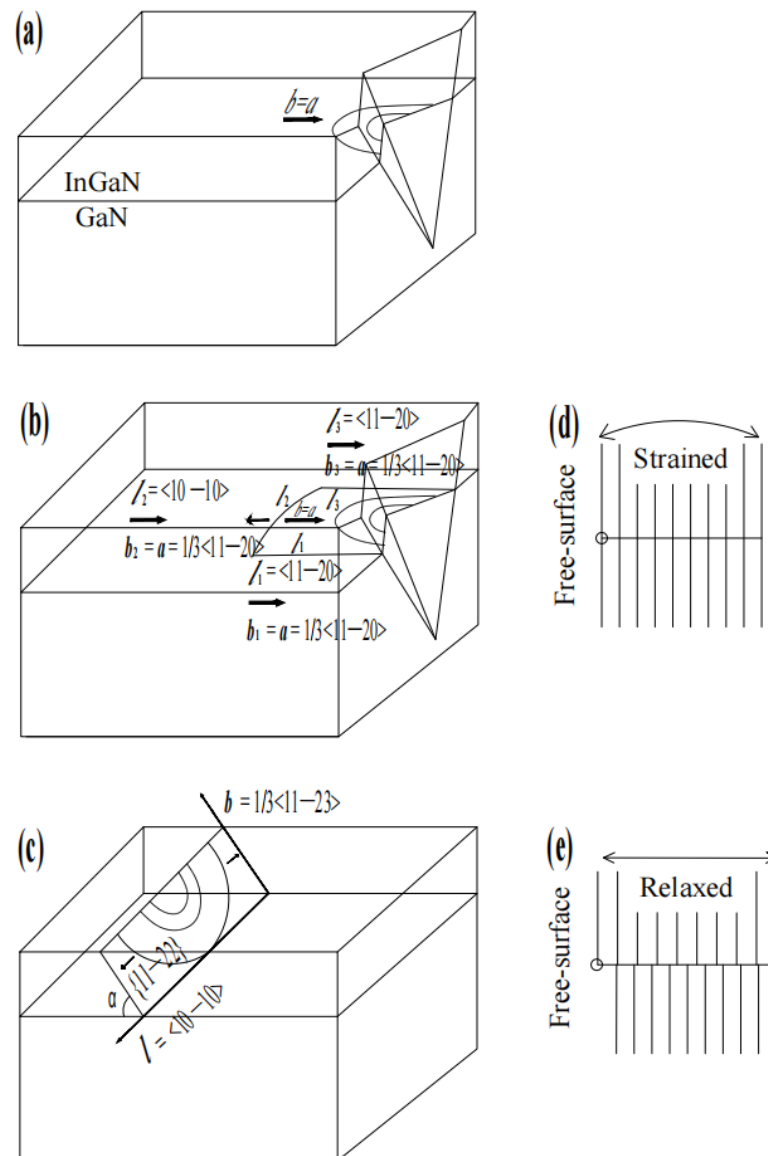 (a)
b=a
InGaN
GaN
(b)
l₃ = <11−20>
b₃ = a = 1/3<11−20>
l₂ = <10−10>
l₂
b=a
l₃
b₂ = a = 1/3<11−20>
l₁
l₁ = <11−20>
b₁ = a = 1/3<11−20>
(d)
Strained
Free-surface
(c)
b = 1/3<11−23>
{11−22}
α
l = <10−10>
(e)
Relaxed
Free-surface